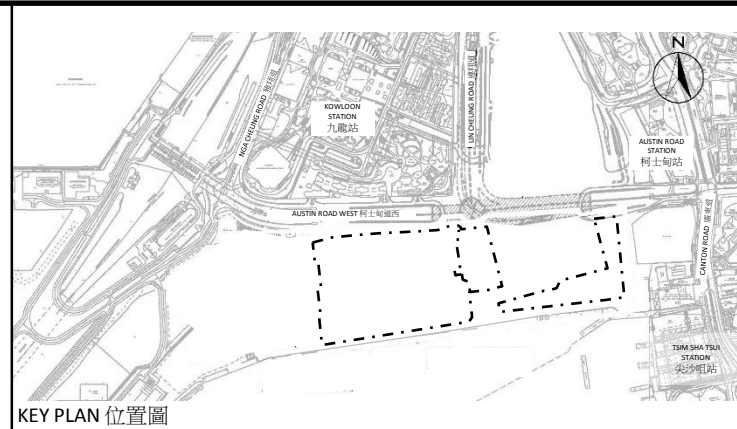 N
KOWLOON
STATION
九龍站
NGA CHEUNG ROAD 雅翔道
LIN CHEUNG ROAD 連翔道
AUSTIN ROAD
STATION
柯士甸站
AUSTIN ROAD WEST 柯士甸道西
CANTON ROAD 廣東道
TSIM SHA TSUI
STATION
尖沙咀站
KEY PLAN 位置圖